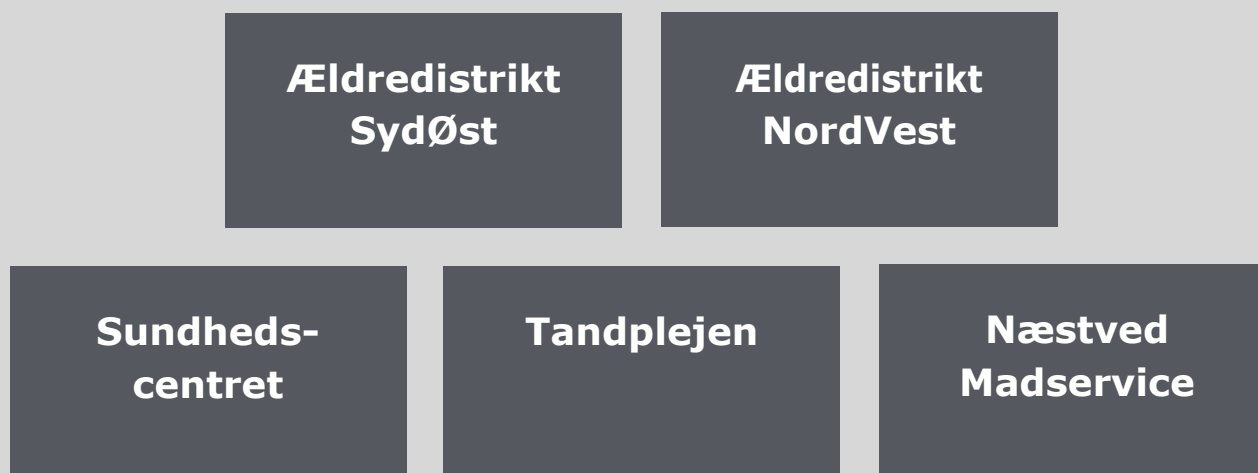 Ældredistrikt
SydØst
Ældredistrikt
NordVest
Sundheds-
centret
Tandplejen
Næstved
Madservice